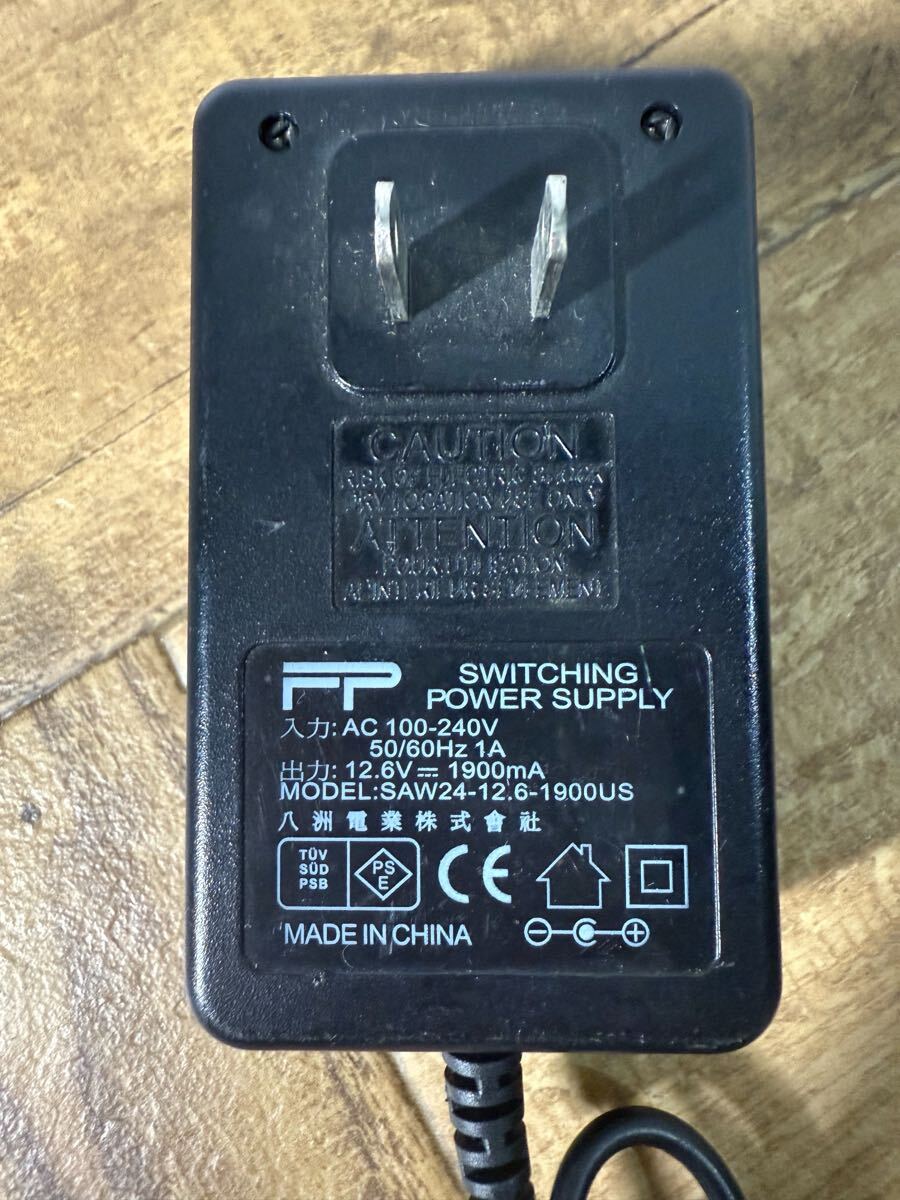 CAUTION
ATTENTION
FP
SWITCHING
POWER SUPPLY
入力: AC 100-240V
50/60Hz 1A
出力: 12.6V⎓ 1900mA
MODEL:SAW24-12.6-1900US
八洲電業株式會社
TÜV
SÜD
PSB
PS
E
CE
MADE IN CHINA